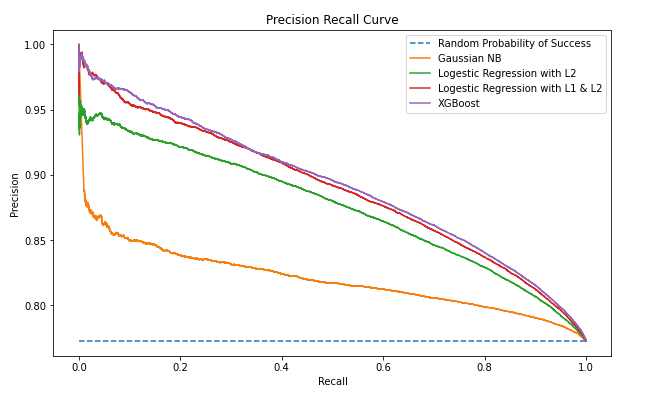 Precision Recall Curve
Random Probability of Success
Gaussian NB
Logestic Regression with L2
Logestic Regression with L1 & L2
XGBoost
1.00
0.95
0.90
0.85
0.80
Precision
0.0
0.2
0.4
0.6
0.8
1.0
Recall